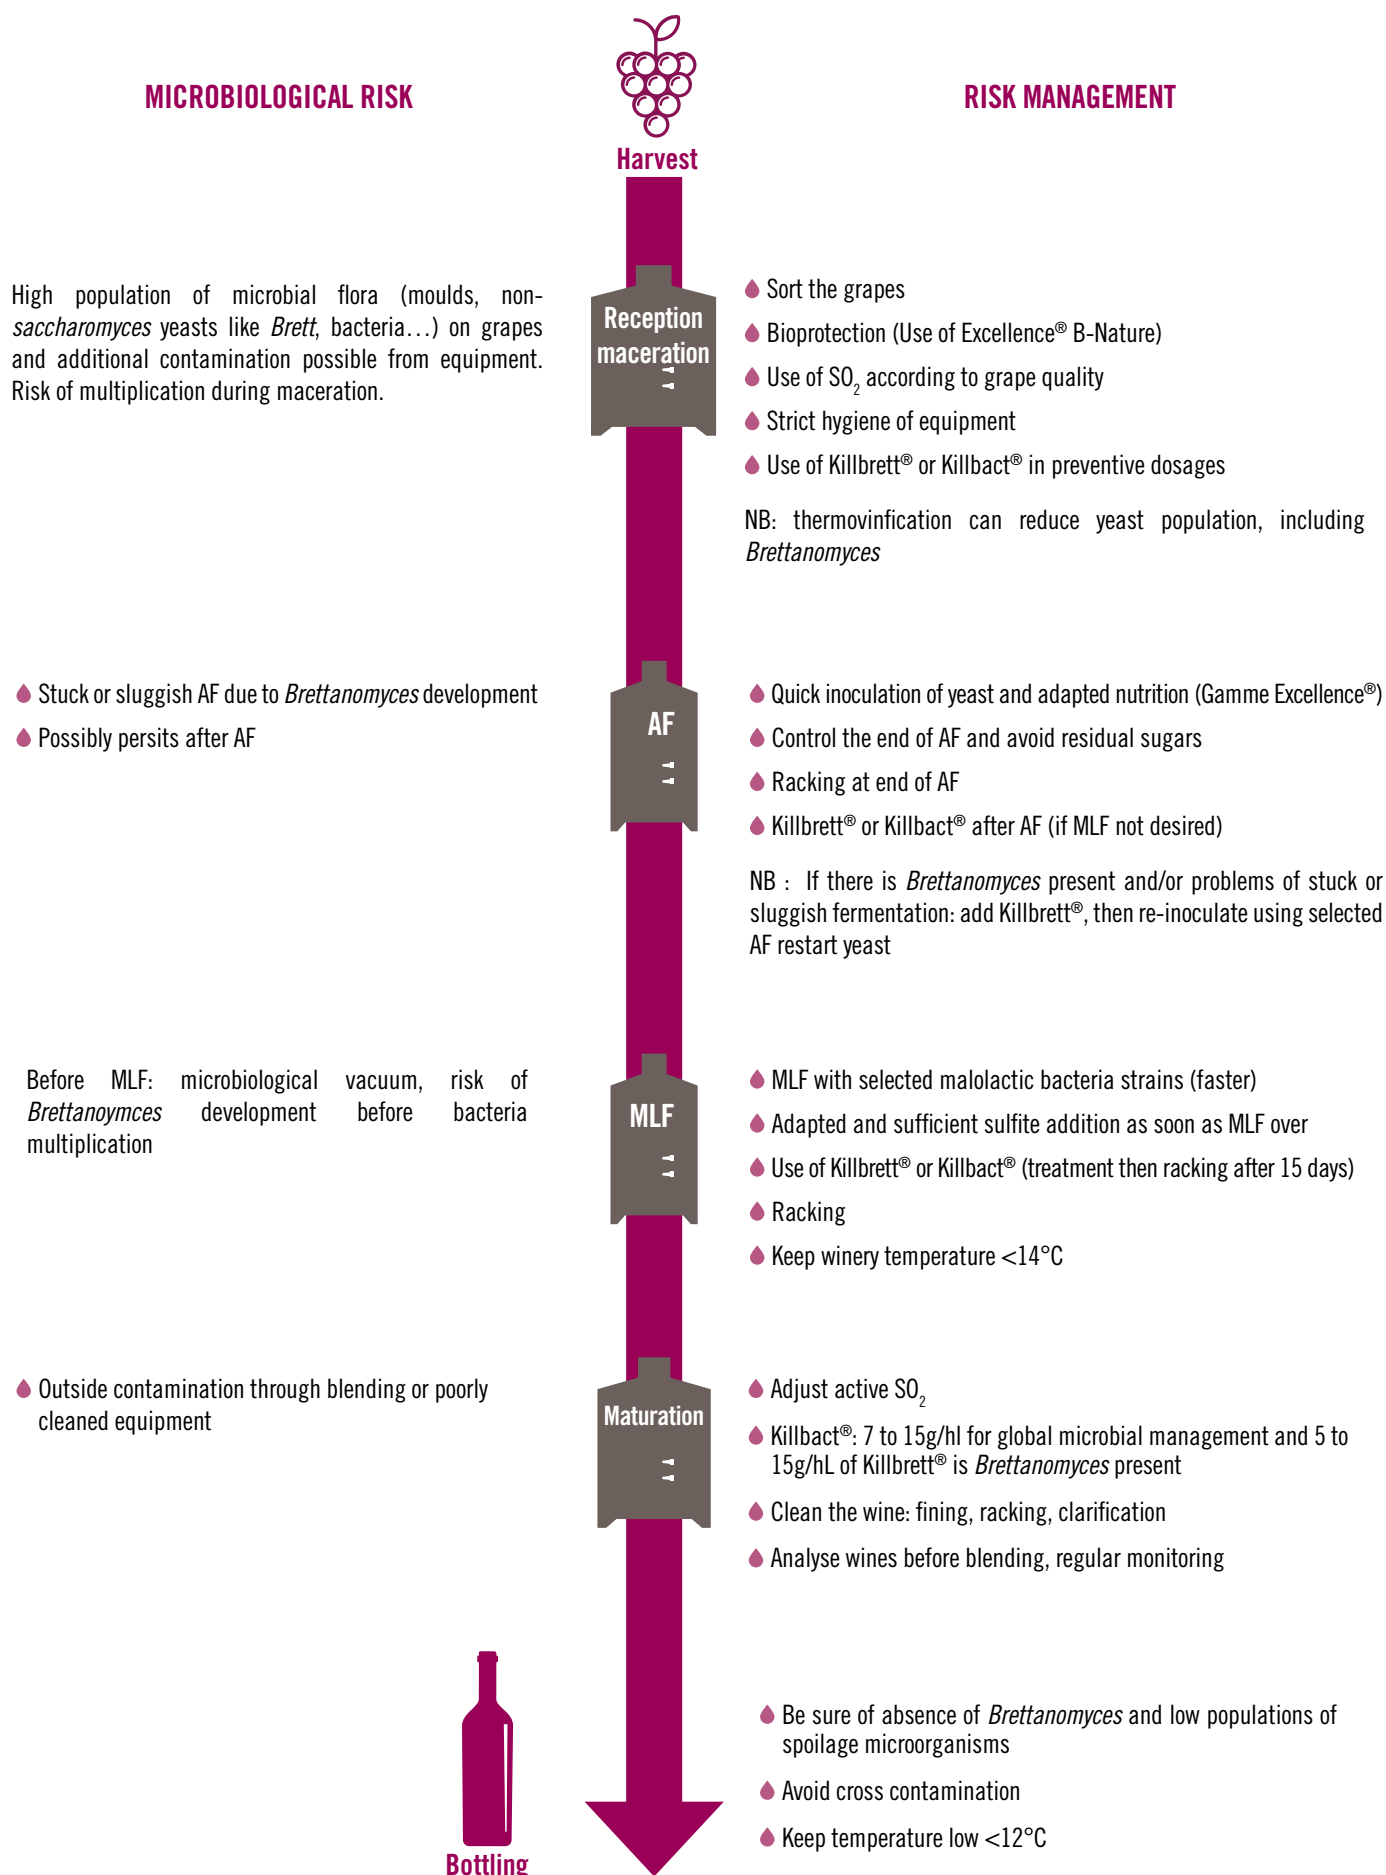 MICROBIOLOGICAL RISK
RISK MANAGEMENT
Harvest
High population of microbial flora (moulds, non-
saccharomyces yeasts like Brett, bacteria…) on grapes
and additional contamination possible from equipment.
Risk of multiplication during maceration.
Reception
maceration
Sort the grapes
Bioprotection (Use of Excellence® B-Nature)
Use of SO₂ according to grape quality
Strict hygiene of equipment
Use of Killbrett® or Killbact® in preventive dosages
NB: thermovinfication can reduce yeast population, including
Brettanomyces
Stuck or sluggish AF due to Brettanomyces development
Possibly persits after AF
AF
Quick inoculation of yeast and adapted nutrition (Gamme Excellence®)
Control the end of AF and avoid residual sugars
Racking at end of AF
Killbrett® or Killbact® after AF (if MLF not desired)
NB : If there is Brettanomyces present and/or problems of stuck or
sluggish fermentation: add Killbrett®, then re-inoculate using selected
AF restart yeast
Before MLF: microbiological vacuum, risk of
Brettanoymces development before bacteria
multiplication
MLF
MLF with selected malolactic bacteria strains (faster)
Adapted and sufficient sulfite addition as soon as MLF over
Use of Killbrett® or Killbact® (treatment then racking after 15 days)
Racking
Keep winery temperature <14°C
Outside contamination through blending or poorly
cleaned equipment
Maturation
Adjust active SO₂
Killbact®: 7 to 15g/hl for global microbial management and 5 to
15g/hL of Killbrett® is Brettanomyces present
Clean the wine: fining, racking, clarification
Analyse wines before blending, regular monitoring
Be sure of absence of Brettanomyces and low populations of
spoilage microorganisms
Avoid cross contamination
Keep temperature low <12°C
Bottling